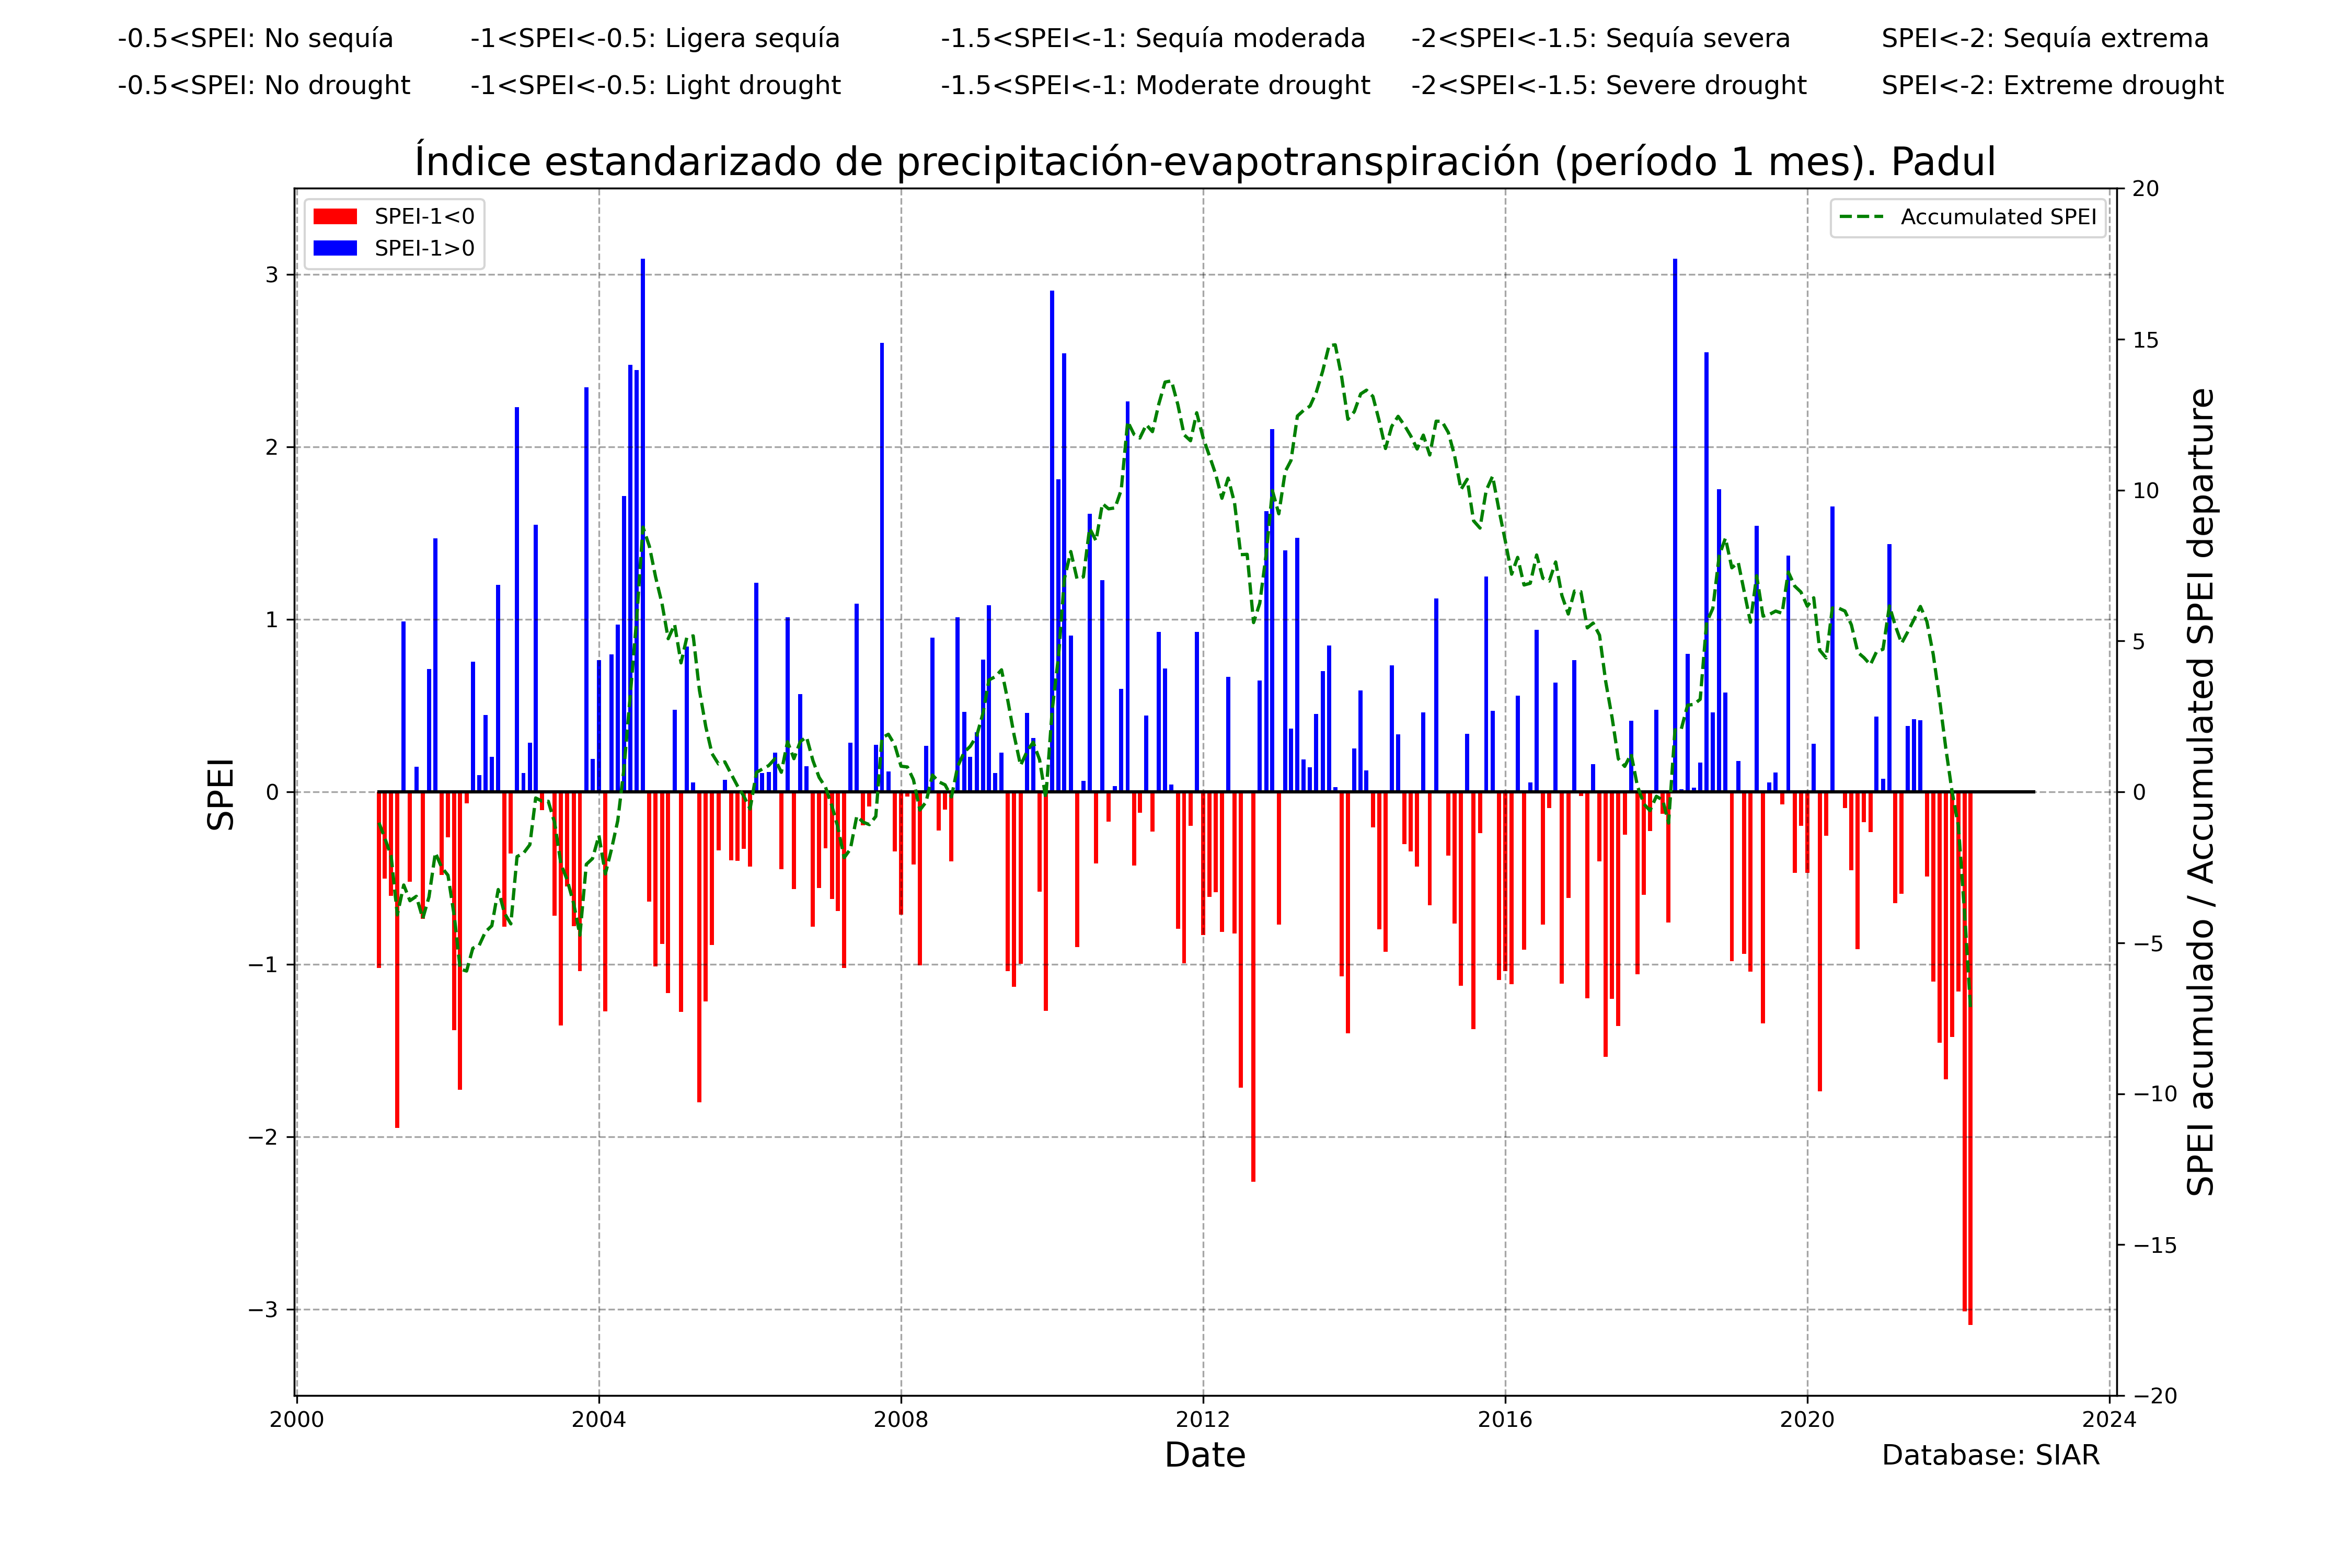 -0.5<SPEI: No sequía -1<SPEI<-0.5: Ligera sequía -1.5<SPEI<-1: Sequía moderada -2<SPEI<-1.5: Sequía severa SPEI<-2: Sequía extrema
-0.5<SPEI: No drought -1<SPEI<-0.5: Light drought -1.5<SPEI<-1: Moderate drought -2<SPEI<-1.5: Severe drought SPEI<-2: Extreme drought
Índice estandarizado de precipitación-evapotranspiración (período 1 mes). Padul
SPEI-1<0
SPEI-1>0
Accumulated SPEI
SPEI
3
2
1
0
−1
−2
−3
20
15
10
5
0
−5
−10
−15
−20
SPEI acumulado / Accumulated SPEI departure
2000 2004 2008 2012 2016 2020 2024
Date
Database: SIAR